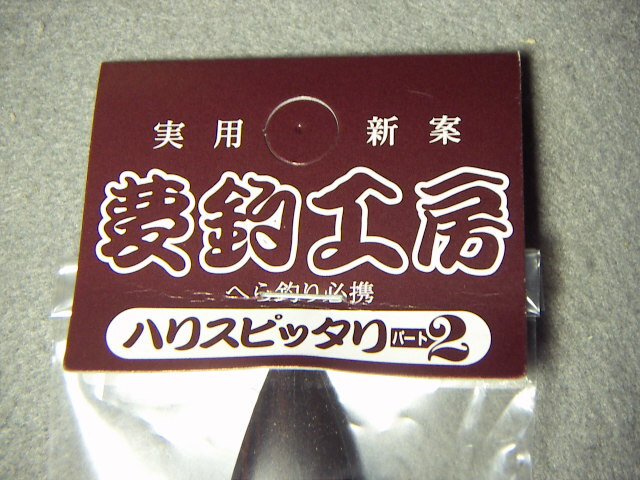 実用新案
釣工房
へら釣り必携
ハリスピッタリパート2